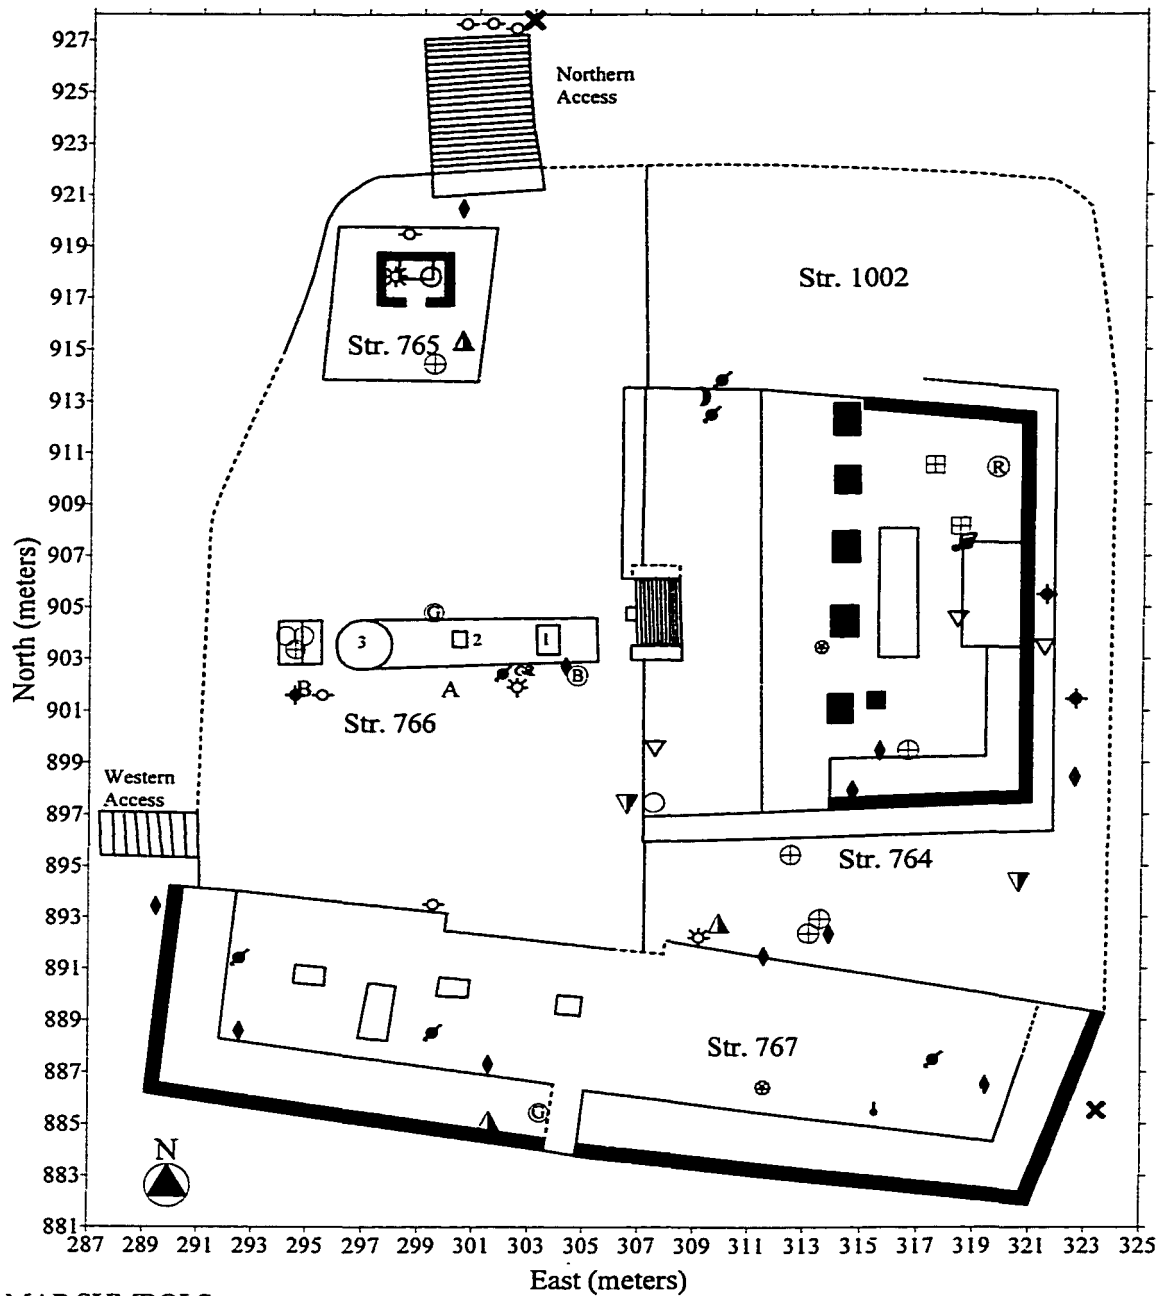 927
925
923
921
919
917
915
913
911
909
907
905
903
901
899
897
895
893
891
889
887
885
883
881
North (meters)
Northern
Access
Str. 1002
Str. 765
R
G
3
2
1
B
B
A
Str. 766
Western
Access
Str. 764
Str. 767
G
N
287 289 291 293 295 297 299 301 303 305 307 309 311 313 315 317 319 321 323 325
East (meters)